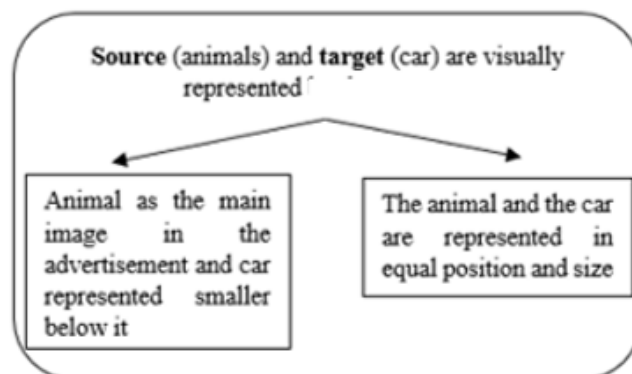 Source (animals) and target (car) are visually
represented
Animal as the main
image in the
advertisement and car
represented smaller
below it
The animal and the car
are represented in
equal position and size